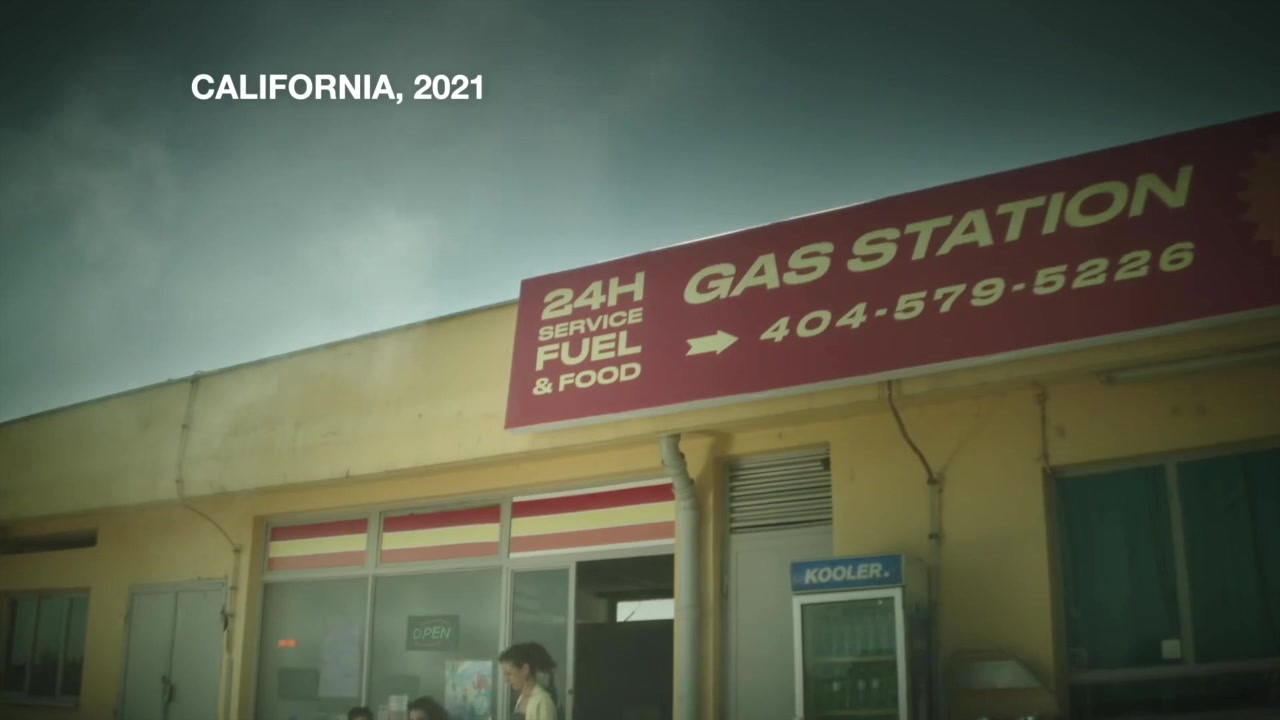 CALIFORNIA, 2021
24H
SERVICE
FUEL
& FOOD
GAS STATION
404-579-5226
KOOLER.
OPEN